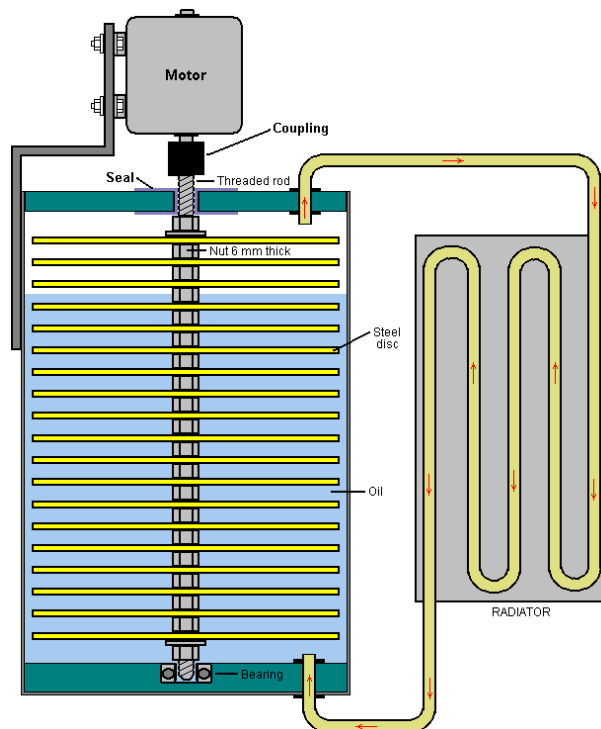 Motor
Coupling
Seal
Threaded rod
Nut 6 mm thick
Steel
disc
Oil
RADIATOR
Bearing